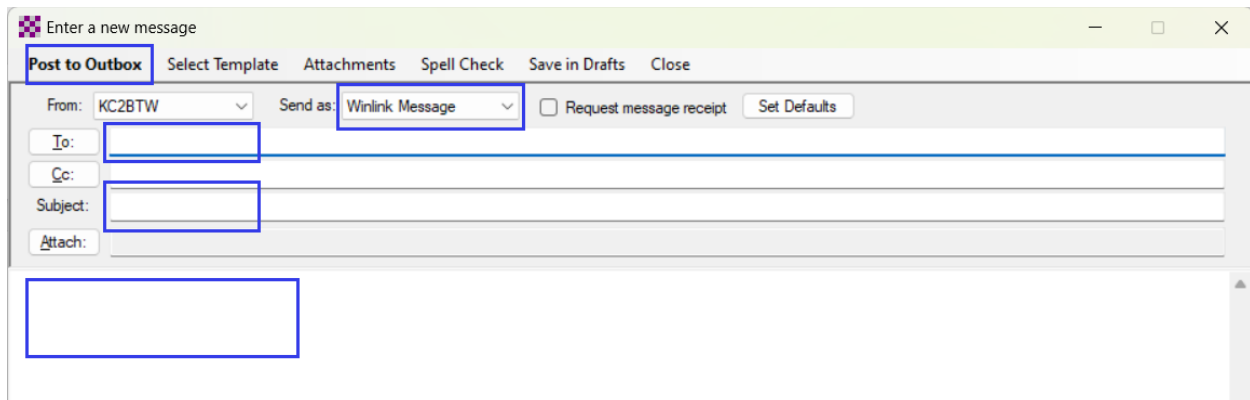 Enter a new message
Post to Outbox Select Template Attachments Spell Check Save in Drafts Close
From: KC2BTW Send as: Winlink Message Request message receipt Set Defaults
To:
Cc:
Subject:
Attach: